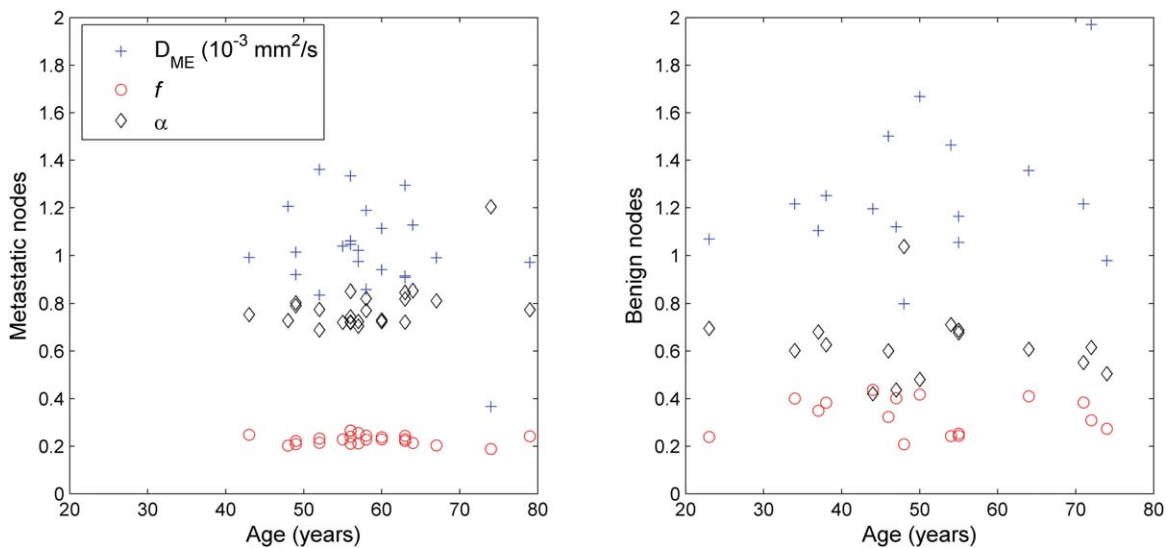 Metastatic nodes
2
1.8
1.6
1.4
1.2
1
0.8
0.6
0.4
0.2
0
D_ME (10^-3 mm^2/s
f
α
20 30 40 50 60 70 80
Age (years)
Benign nodes
2
1.8
1.6
1.4
1.2
1
0.8
0.6
0.4
0.2
0
20 30 40 50 60 70 80
Age (years)